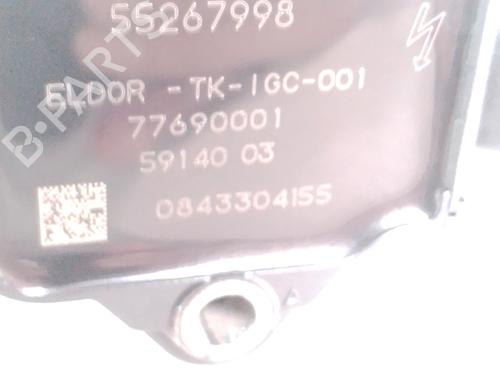 55267998
ELDOR - TK-IGC-001
77690001
59140 03
0843304155
B-PARTS